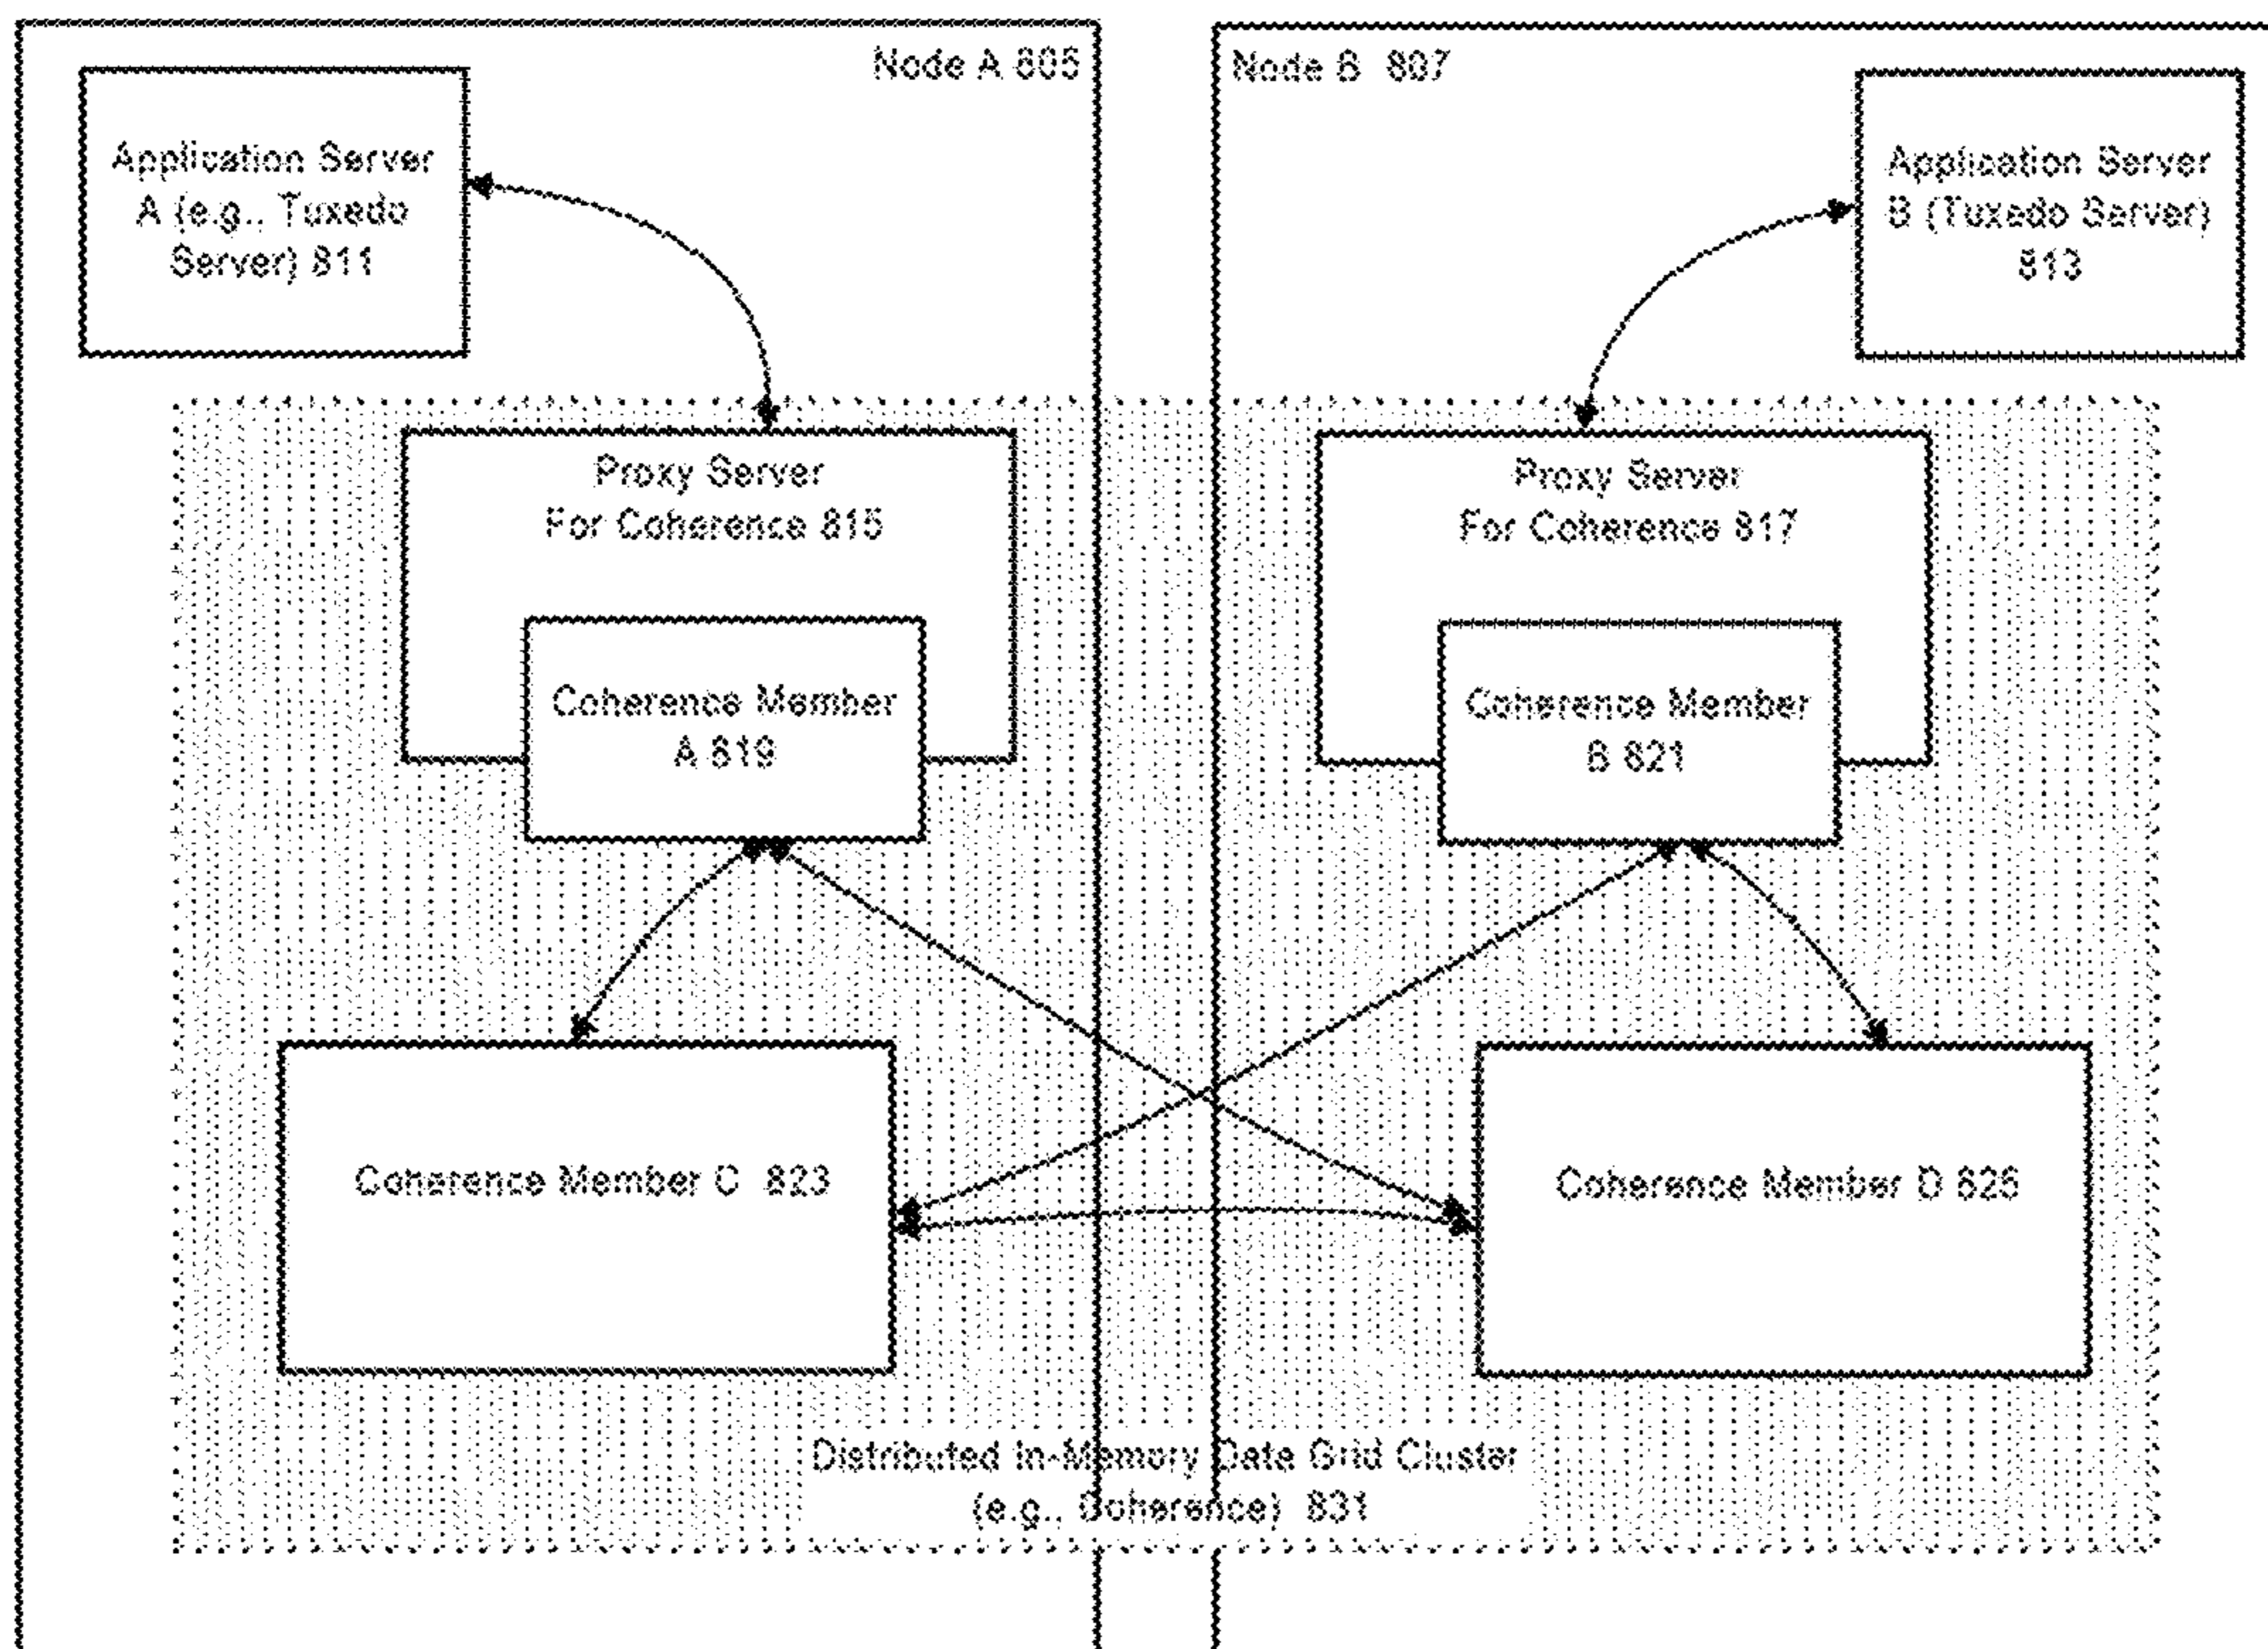 Node A 805
Node B 807
Application Server
A (e.g., Tuxedo
Server) 811
Application Server
B (Tuxedo Server)
813
Proxy Server
For Coherence 815
Proxy Server
For Coherence 817
Coherence Member
A 819
Coherence Member
B 821
Coherence Member C 823
Coherence Member D 825
Distributed In-Memory Data Grid Cluster
(e.g., Coherence) 831